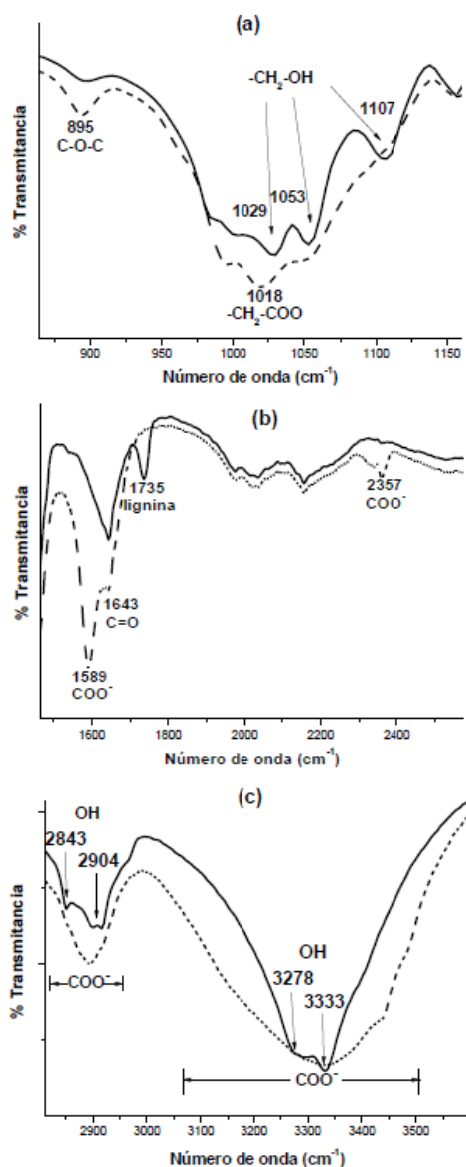 (a)
-CH₂-OH
1107
895
C-O-C
1053
1029
1018
-CH₂-COO
% Transmitancia
900 950 1000 1050 1100 1150
Número de onda (cm⁻¹)
(b)
1735
lignina
2357
COO⁻
1643
C=O
1589
COO⁻
% Transmitancia
1600 1800 2000 2200 2400
Número de onda (cm⁻¹)
(c)
OH
2843
2904
OH
3278
3333
COO⁻
COO⁻
% Transmitancia
2900 3000 3100 3200 3300 3400 3500
Número de onda (cm⁻¹)